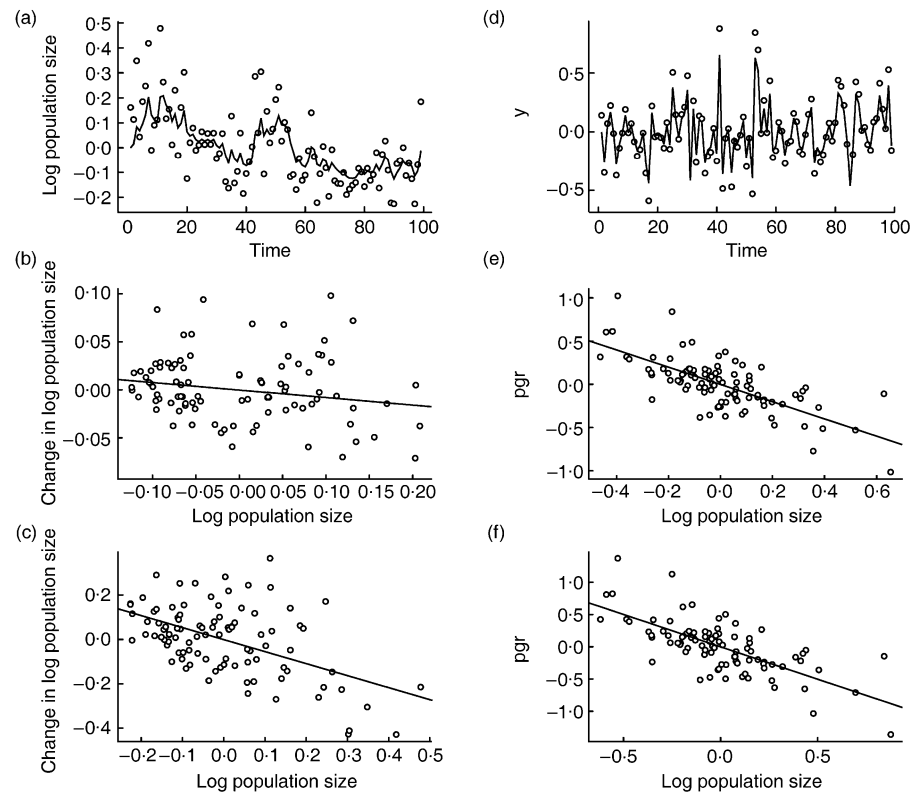 (a)
Log population size
0·5
0·4
0·3
0·2
0·1
0·0
−0·1
−0·2
0 20 40 60 80 100
Time
(b)
Change in log population size
0·10
0·05
0·00
−0·05
−0·10 −0·05 0·00 0·05 0·10 0·15 0·20
Log population size
(c)
Change in log population size
0·2
0·0
−0·2
−0·4
−0·2 −0·1 0·0 0·1 0·2 0·3 0·4 0·5
Log population size
(d)
y
0·5
0·0
−0·5
0 20 40 60 80 100
Time
(e)
pgr
1·0
0·5
0·0
−0·5
−1·0
−0·4 −0·2 0·0 0·2 0·4 0·6
Log population size
(f)
pgr
1·0
0·5
0·0
−0·5
−1·0
−0·5 0·0 0·5
Log population size